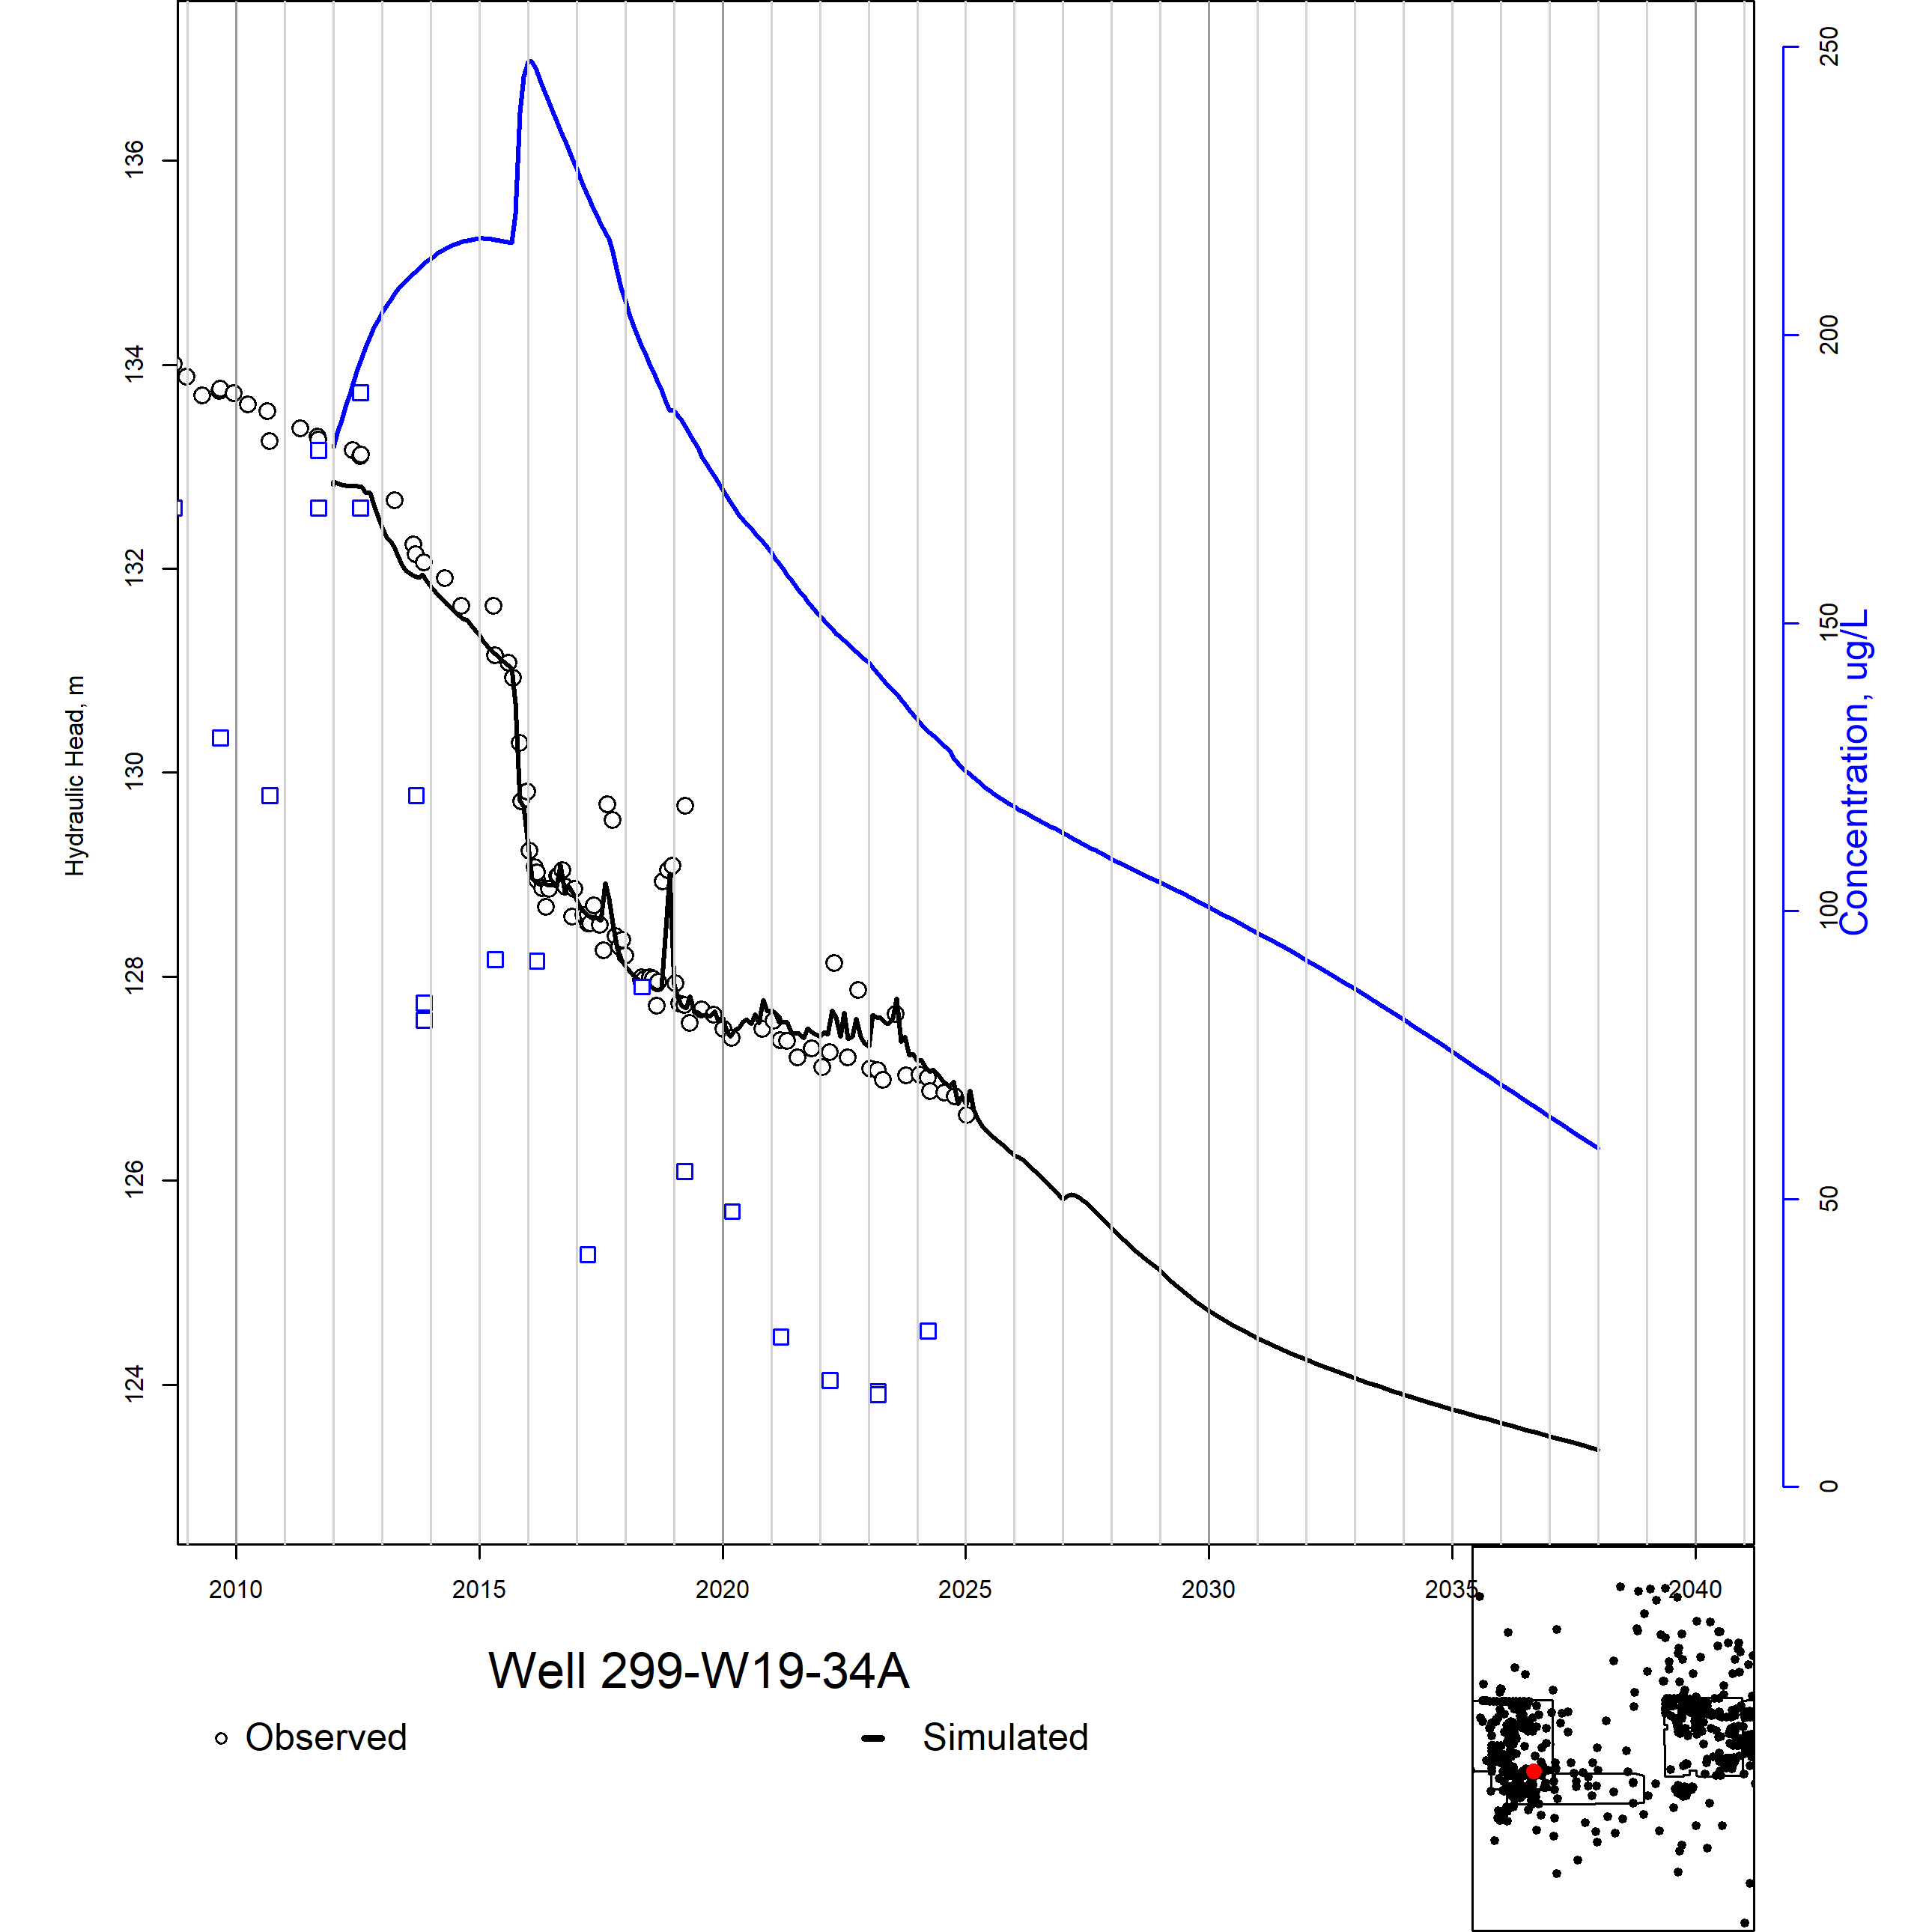 136
134
132
130
128
126
124
Hydraulic Head, m
250
200
150
100
50
0
Concentration, ug/L
2010 2015 2020 2025 2030 2035 2040
Well 299-W19-34A
Observed Simulated